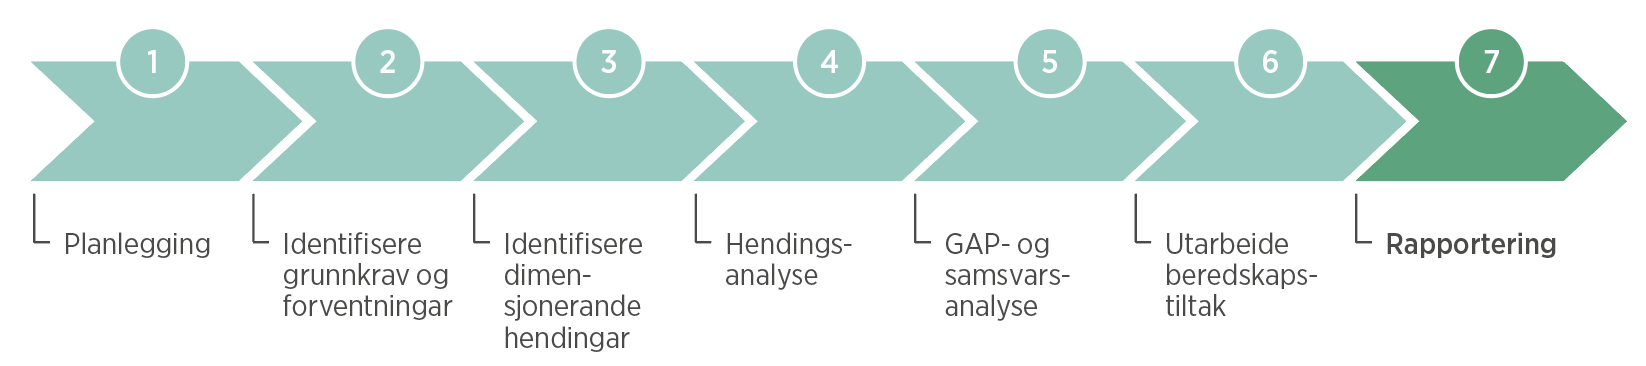 1
2
3
4
5
6
7
Planlegging
Identifisere
grunnkrav og
forventningar
Identifisere
dimen-
sjonerande
hendingar
Hendings-
analyse
GAP- og
samsvars-
analyse
Utarbeide
beredskaps-
tiltak
Rapportering